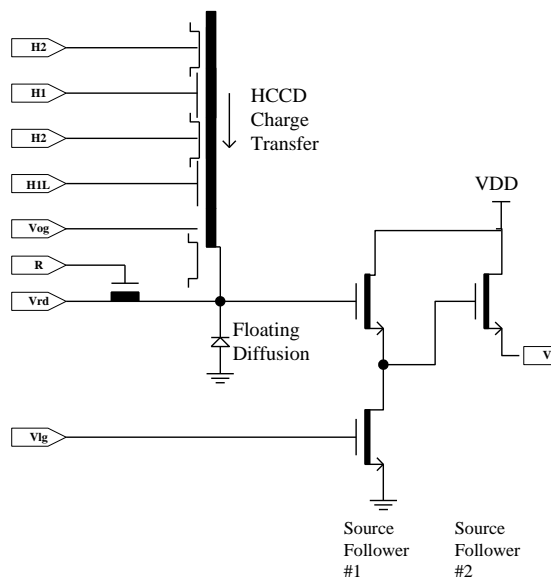 H2
H1
H2
H1L
Vog
R
Vrd
Vlg
HCCD
Charge
Transfer
VDD
Floating
Diffusion
V
Source
Follower
#1
Source
Follower
#2